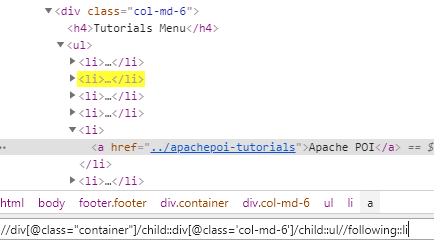 ▼<div class="col-md-6">
<h4>Tutorials Menu</h4>
▼<ul>
▶<li>…</li>
▶<li>…</li>
▶<li>…</li>
▶<li>…</li>
▼<li>
… <a href="../apachepoi-tutorials">Apache POI</a> == $
</li>
▶<li>…</li>
html body footer.footer div.container div.col-md-6 ul li a
//div[@class="container"]/child::div[@class='col-md-6']/child::ul//following::li